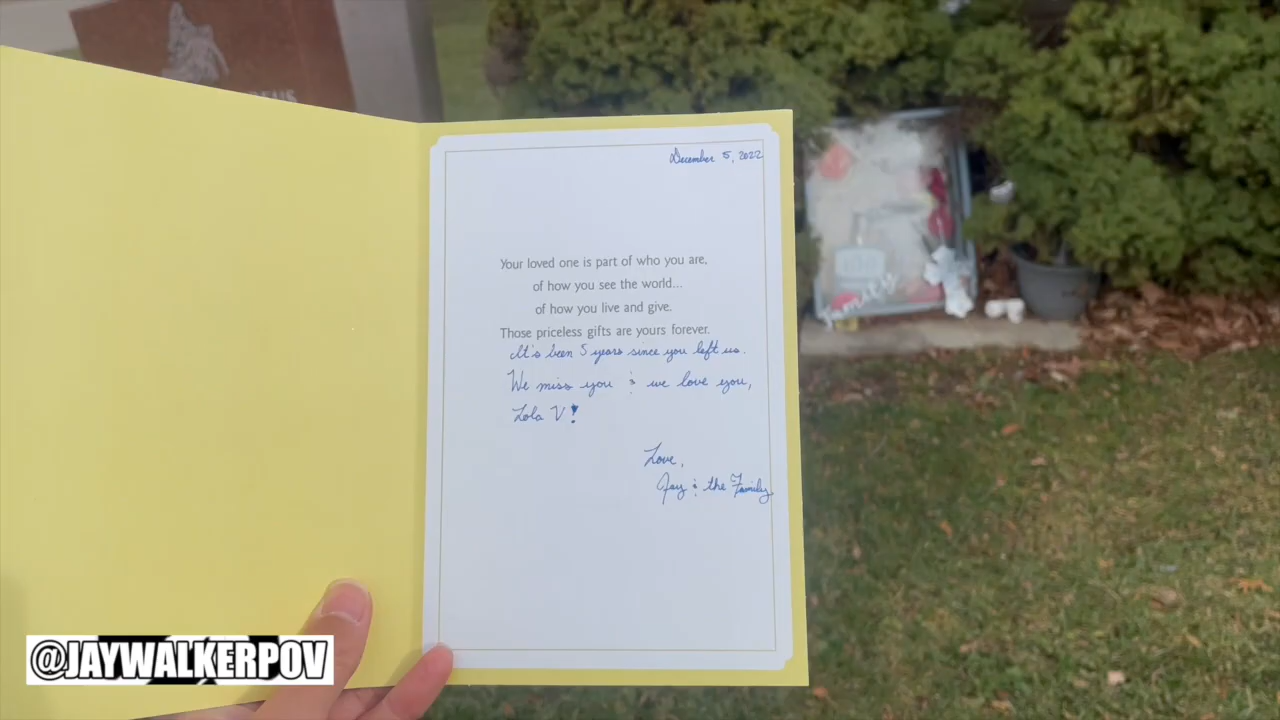 December 5, 2022
Your loved one is part of who you are,
of how you see the world...
of how you live and give.
Those priceless gifts are yours forever.
It's been 5 years since you left us.
We miss you & we love you,
Lola V!
Love,
Jay & the Family
family
@JAYWALKERPOV